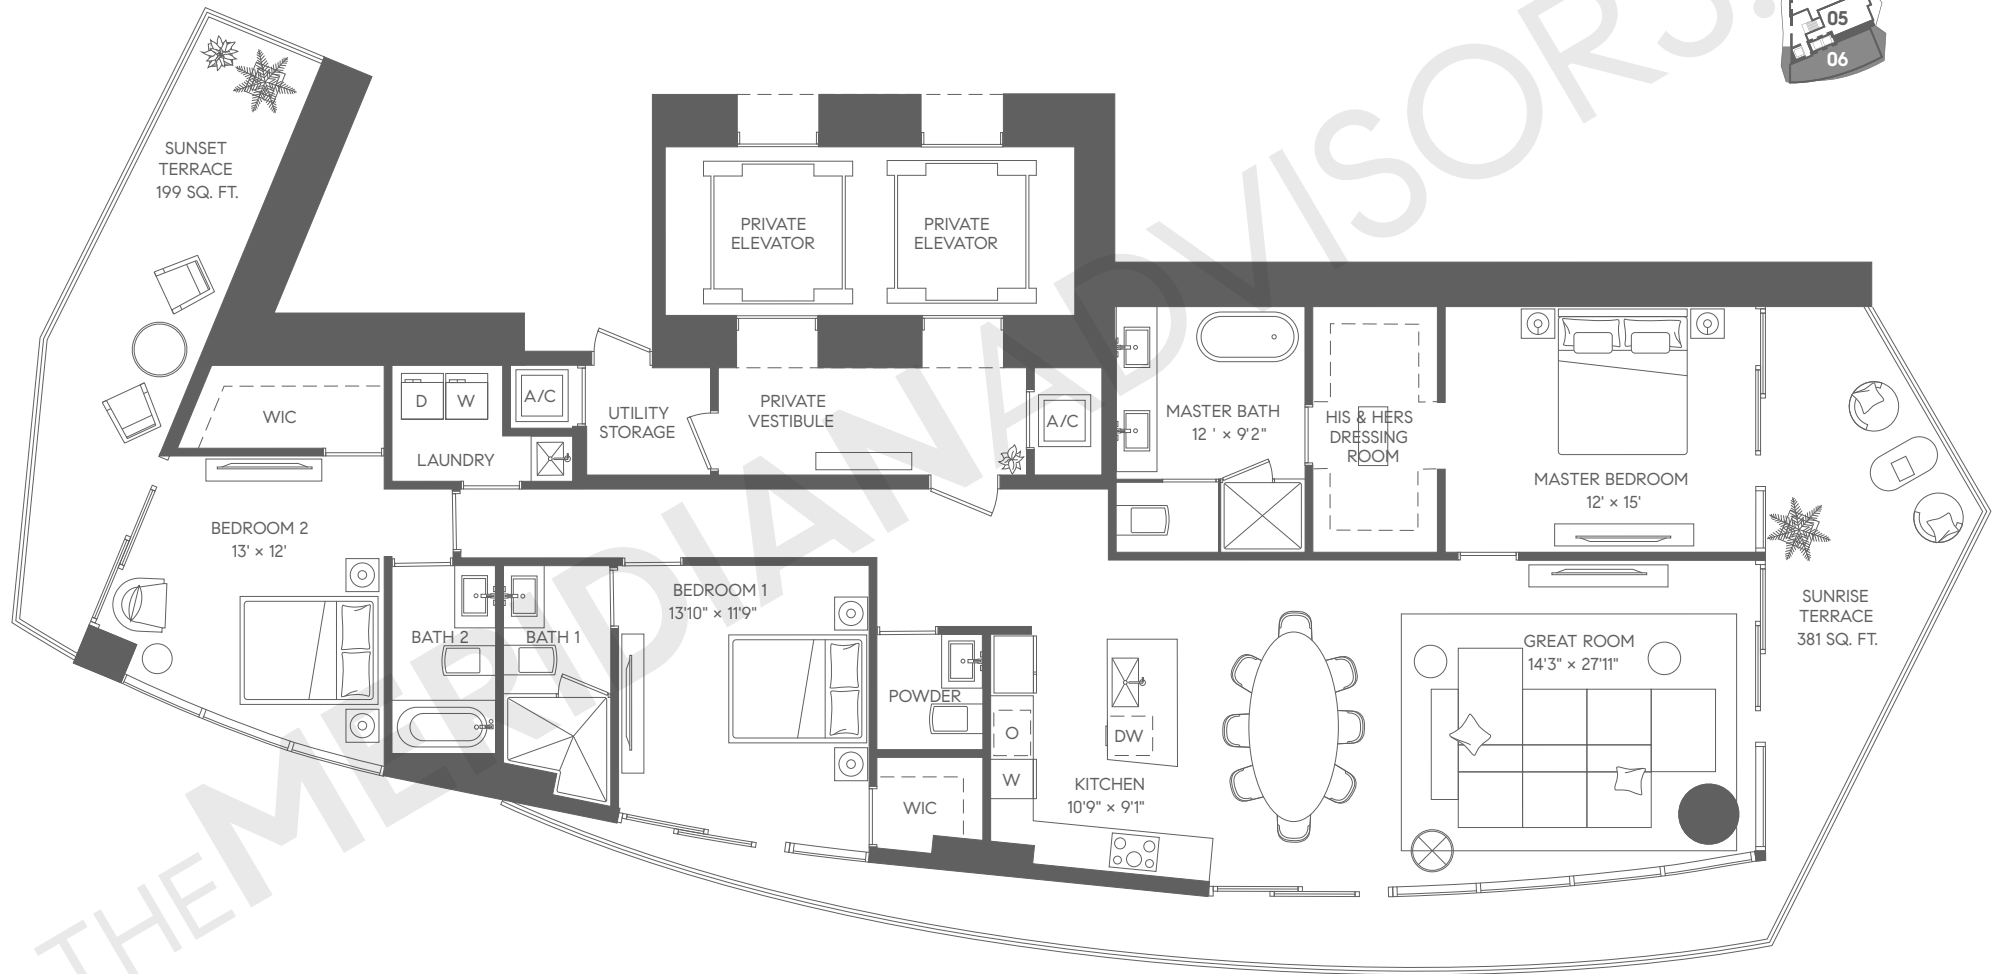 05
06
SUNSET
TERRACE
199 SQ. FT.
PRIVATE
ELEVATOR
PRIVATE
ELEVATOR
WIC
D
W
A/C
LAUNDRY
UTILITY
STORAGE
PRIVATE
VESTIBULE
A/C
MASTER BATH
12 ' × 9'2"
HIS & HERS
DRESSING
ROOM
MASTER BEDROOM
12' × 15'
BEDROOM 2
13' × 12'
BATH 2
BATH 1
BEDROOM 1
13'10" × 11'9"
POWDER
WIC
O
W
DW
KITCHEN
10'9" × 9'1"
GREAT ROOM
14'3" × 27'11"
SUNRISE
TERRACE
381 SQ. FT.
THEMERIDIANADVISORS.